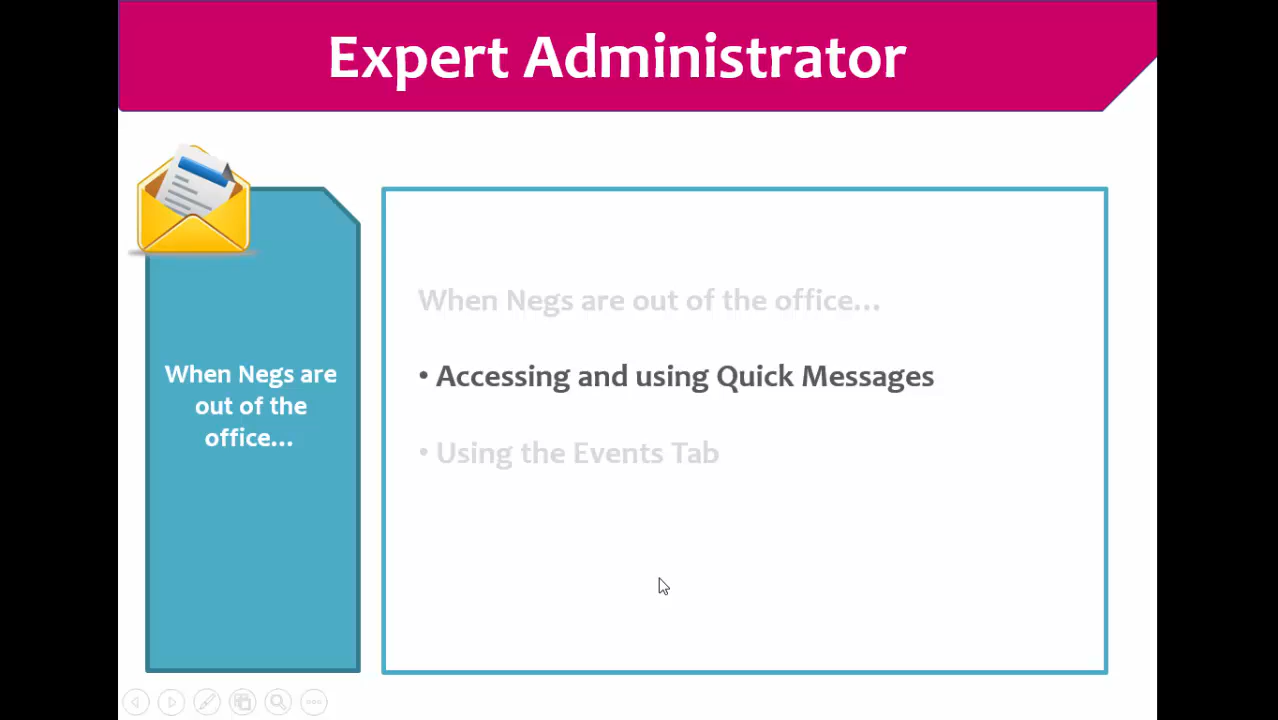 Expert Administrator
When Negs are
out of the
office...
When Negs are out of the office...
• Accessing and using Quick Messages
• Using the Events Tab